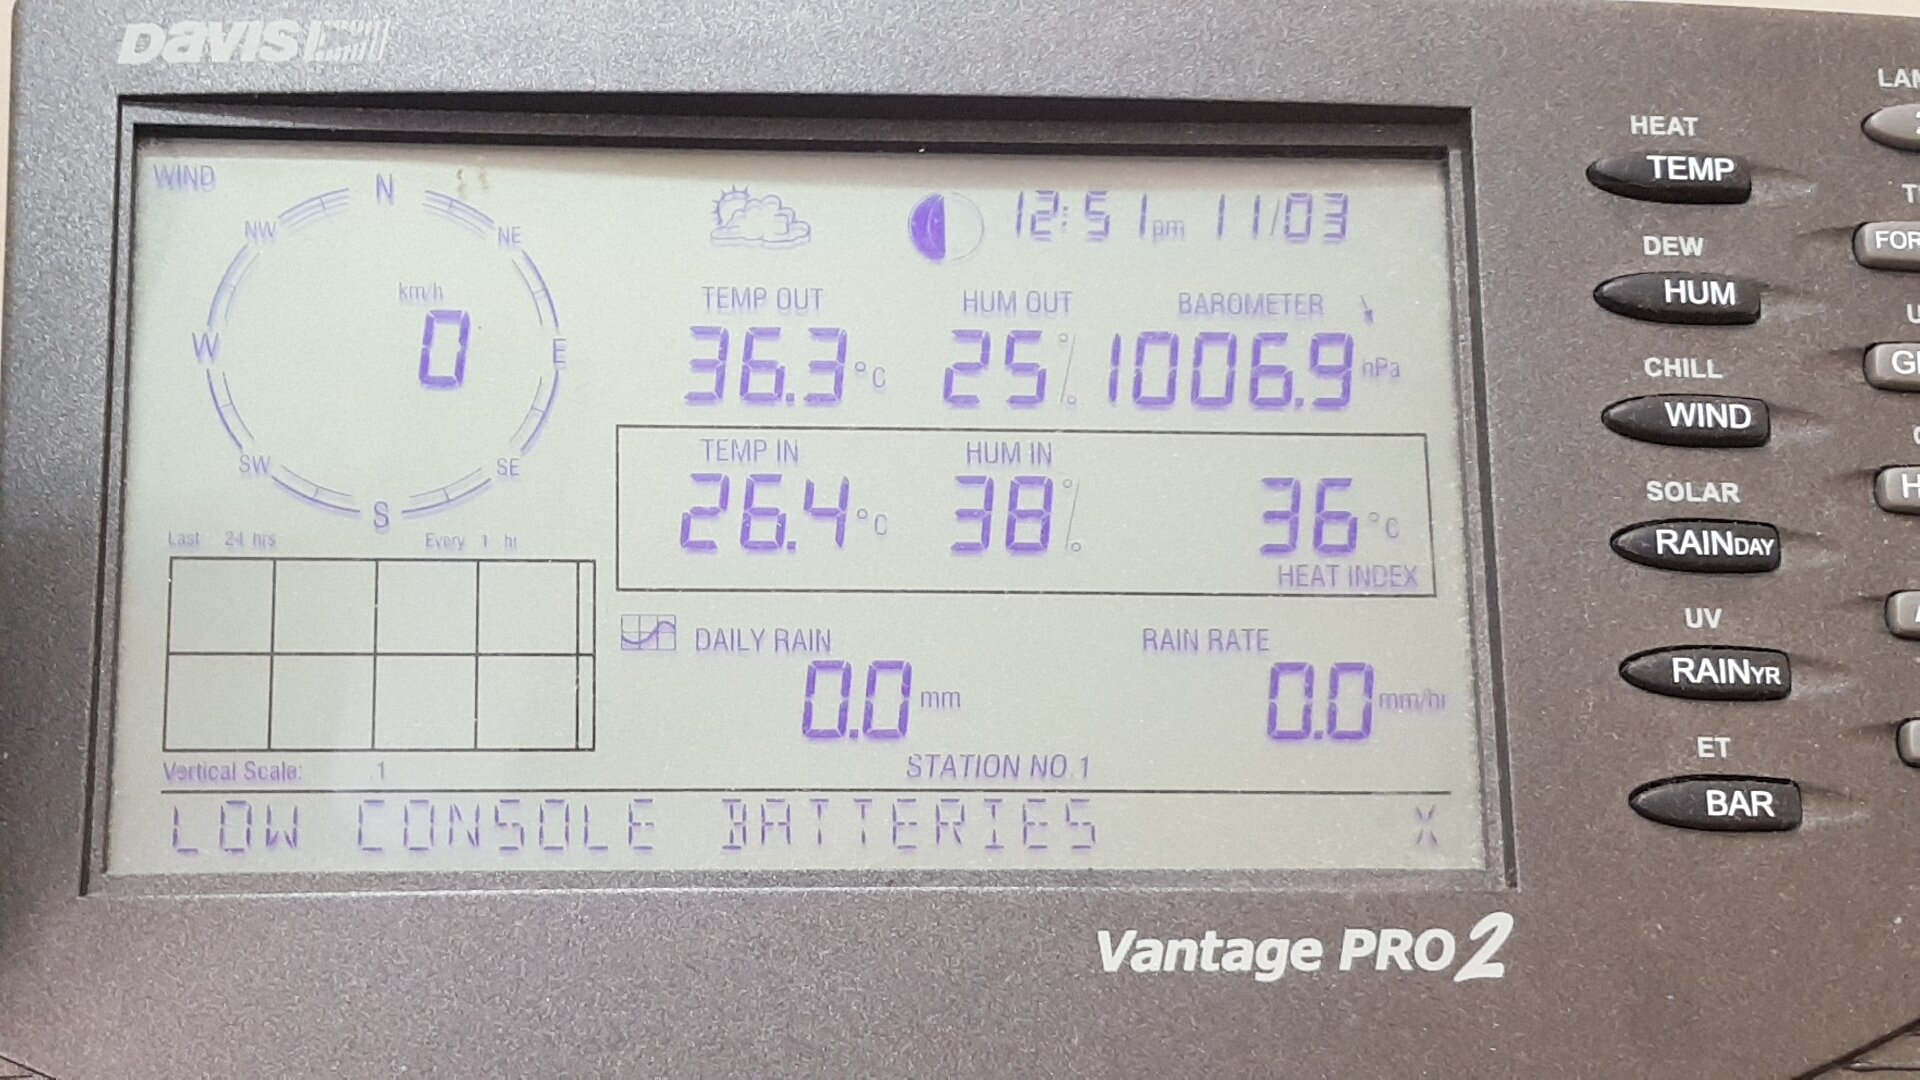 DAVIS
WIND
N
NW NE
km/h
0
W E
SW SE
S
12:51 pm 11/03
TEMP OUT HUM OUT BAROMETER
36.3 °C 25 % 1006.9 hPa
TEMP IN HUM IN
26.4 °C 38 % 36 °C
HEAT INDEX
Last 24 hrs Every 1 hr
DAILY RAIN RAIN RATE
0.0 mm 0.0 mm/hr
Vertical Scale: .1 STATION NO.1
LOW CONSOLE BATTERIES X
Vantage PRO2
HEAT
TEMP
DEW
HUM
CHILL
WIND
SOLAR
RAINDAY
UV
RAINYR
ET
BAR